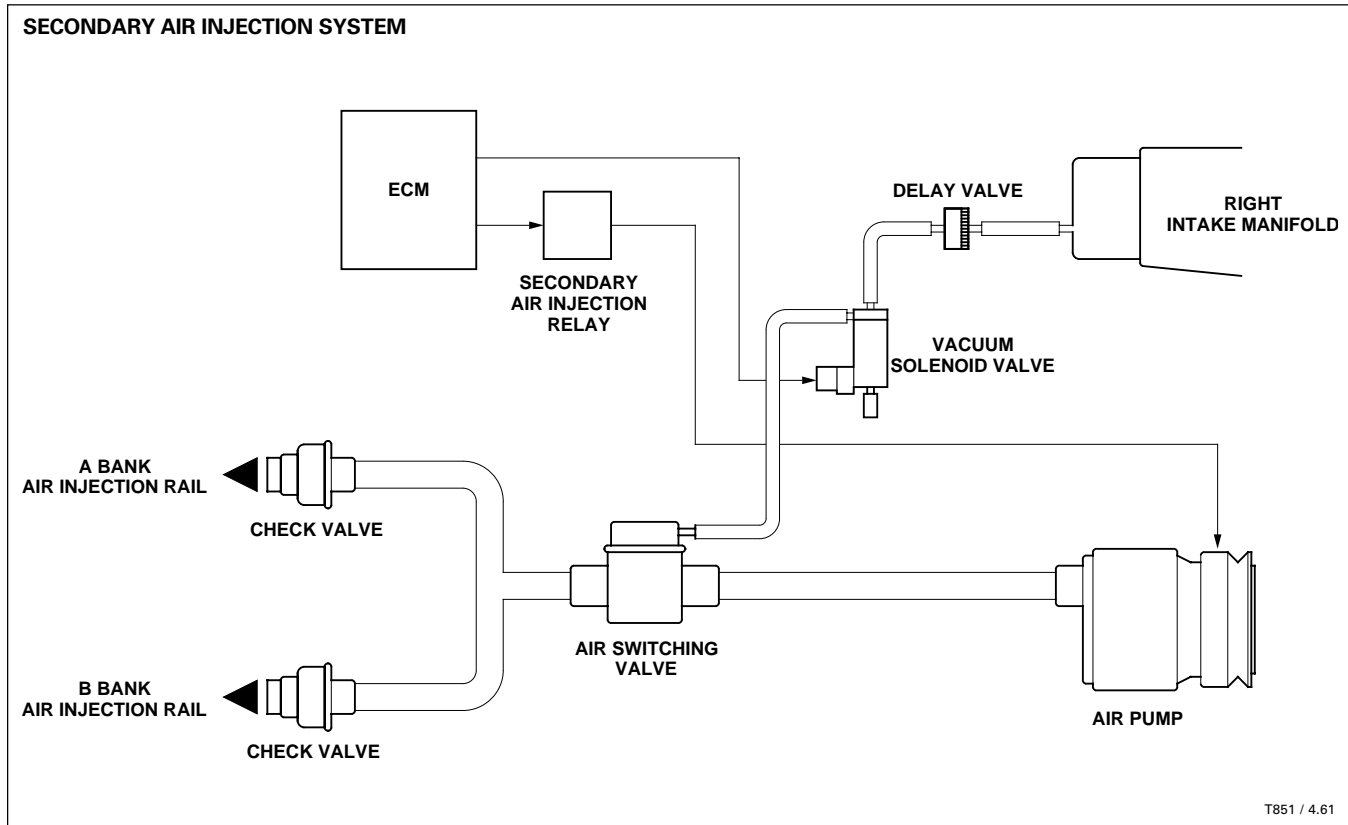 SECONDARY AIR INJECTION SYSTEM
ECM
SECONDARY
AIR INJECTION
RELAY
DELAY VALVE
RIGHT
INTAKE MANIFOLD
VACUUM
SOLENOID VALVE
A BANK
AIR INJECTION RAIL
CHECK VALVE
AIR SWITCHING
VALVE
B BANK
AIR INJECTION RAIL
CHECK VALVE
AIR PUMP
T851 / 4.61